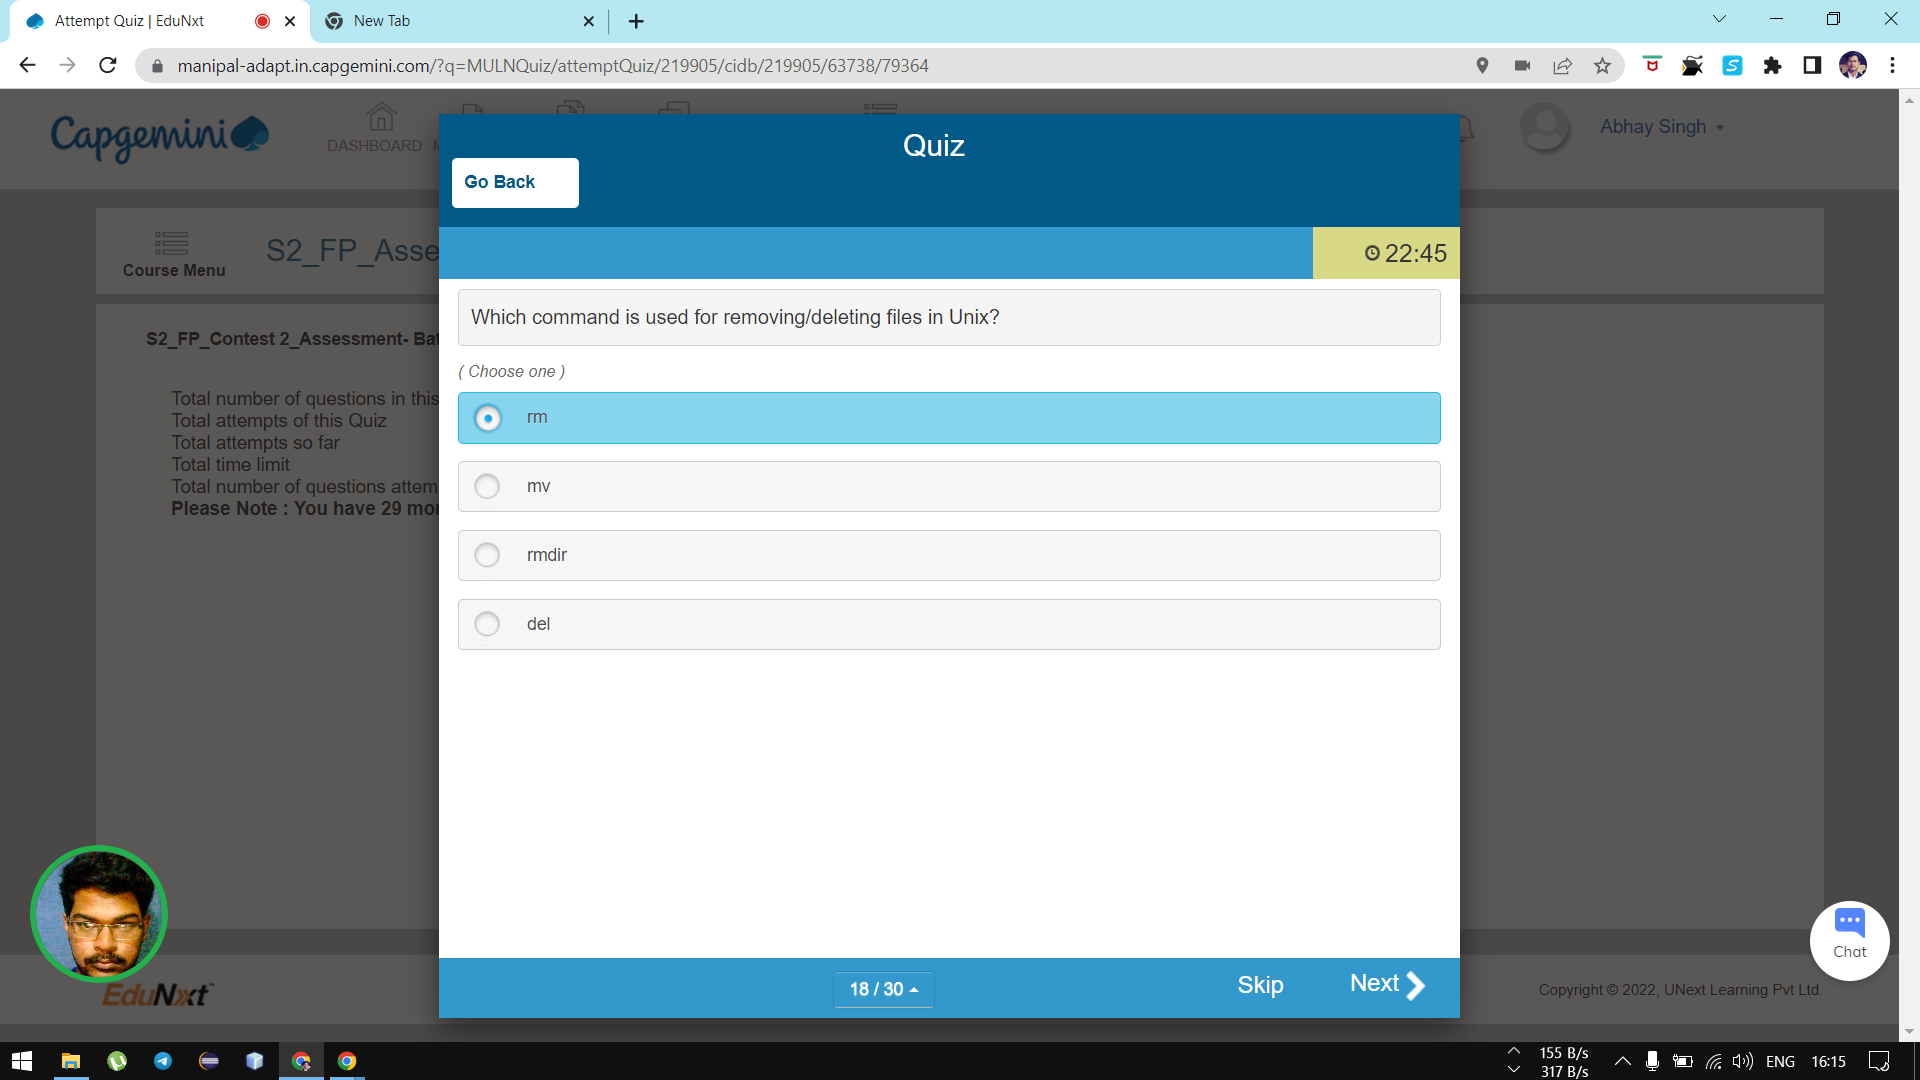 Attempt Quiz | EduNxt
New Tab
manipal-adapt.in.capgemini.com/?q=MULNQuiz/attemptQuiz/219905/cidb/219905/63738/79364
Capgemini
DASHBOARD
Abhay Singh
Quiz
Go Back
Course Menu
S2_FP_Asse
22:45
S2_FP_Contest 2_Assessment- Bat
Total number of questions in this
Total attempts of this Quiz
Total attempts so far
Total time limit
Total number of questions attem
Please Note : You have 29 mor
Which command is used for removing/deleting files in Unix?
( Choose one )
rm
mv
rmdir
del
Chat
EduNxt
18 / 30
Skip
Next
Copyright © 2022, UNext Learning Pvt Ltd.
155 B/s
317 B/s
ENG
16:15